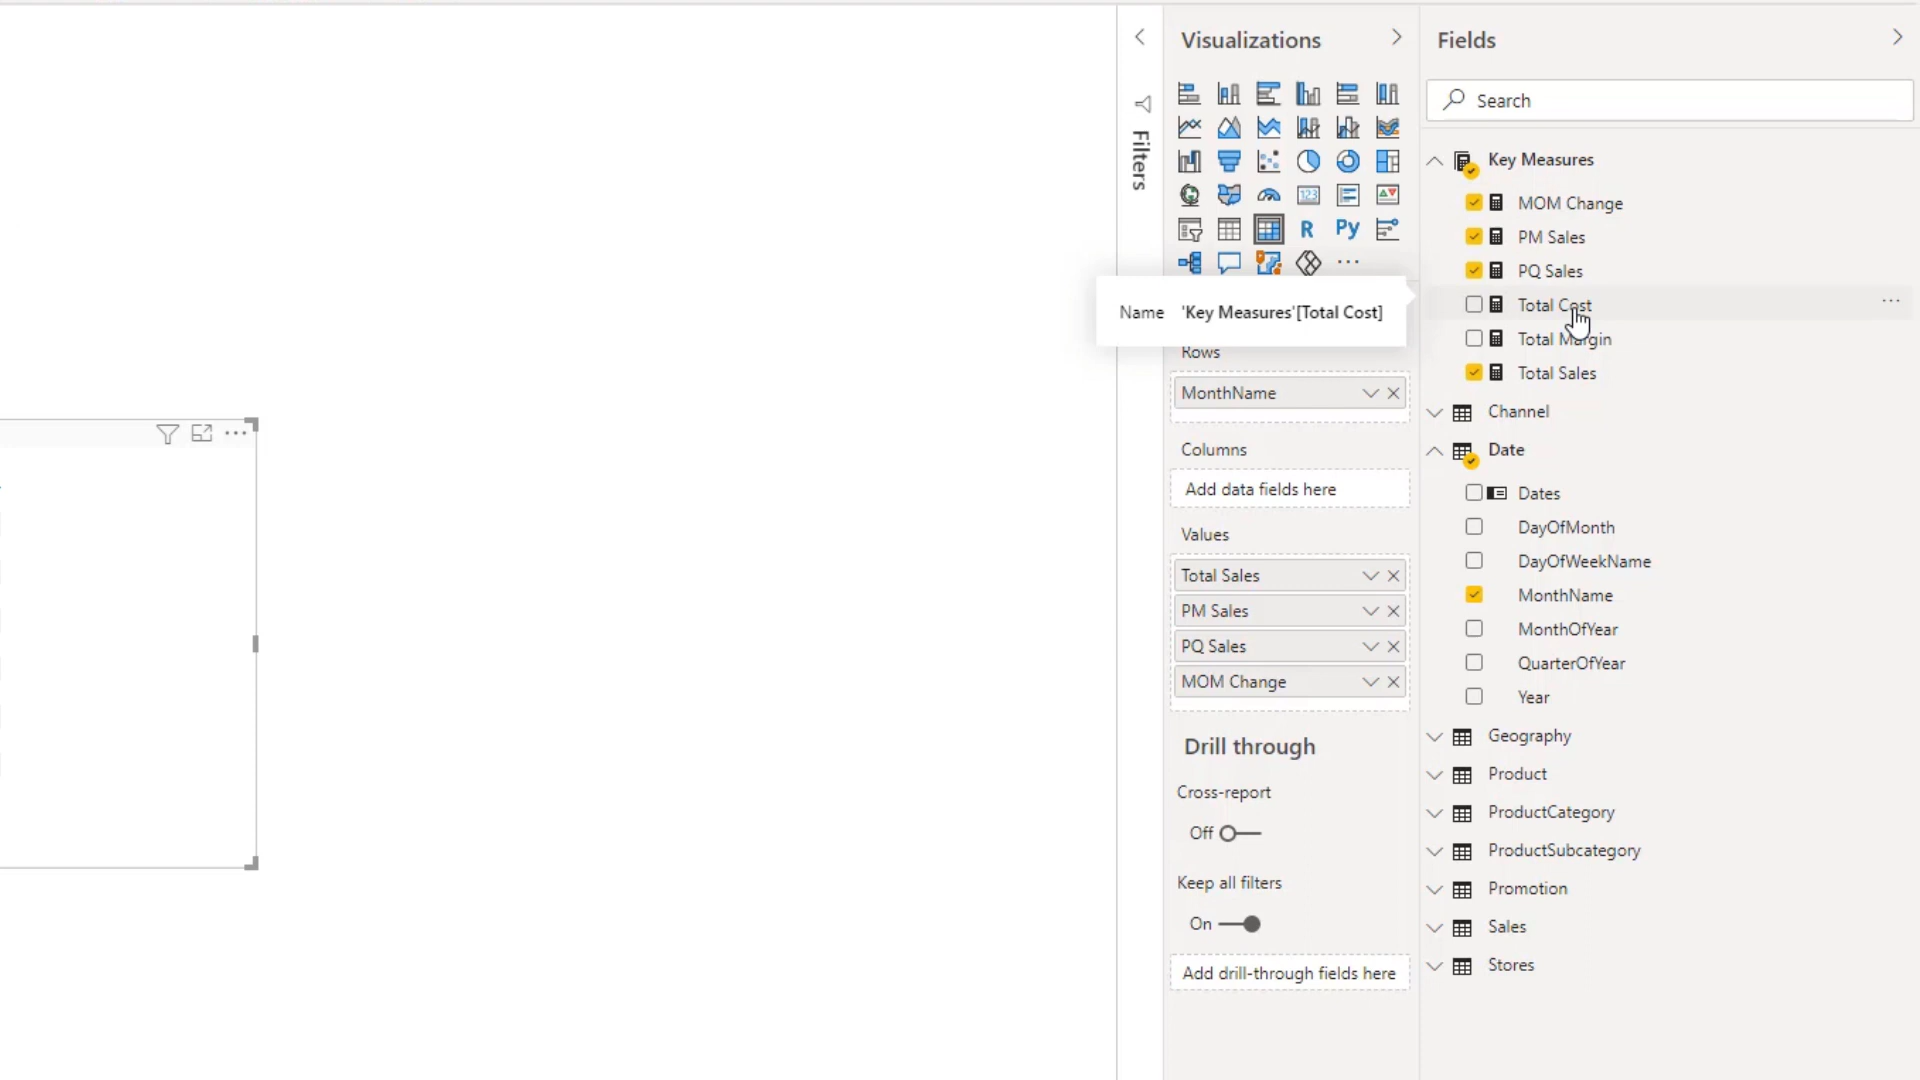 Visualizations
Fields
Filters
Search
123
R
Py
Name 'Key Measures'[Total Cost]
Rows
MonthName
Columns
Add data fields here
Values
Total Sales
PM Sales
PQ Sales
MOM Change
Drill through
Cross-report
Off
Keep all filters
On
Add drill-through fields here
Key Measures
MOM Change
PM Sales
PQ Sales
Total Cost
Total Margin
Total Sales
Channel
Date
Dates
DayOfMonth
DayOfWeekName
MonthName
MonthOfYear
QuarterOfYear
Year
Geography
Product
ProductCategory
ProductSubcategory
Promotion
Sales
Stores